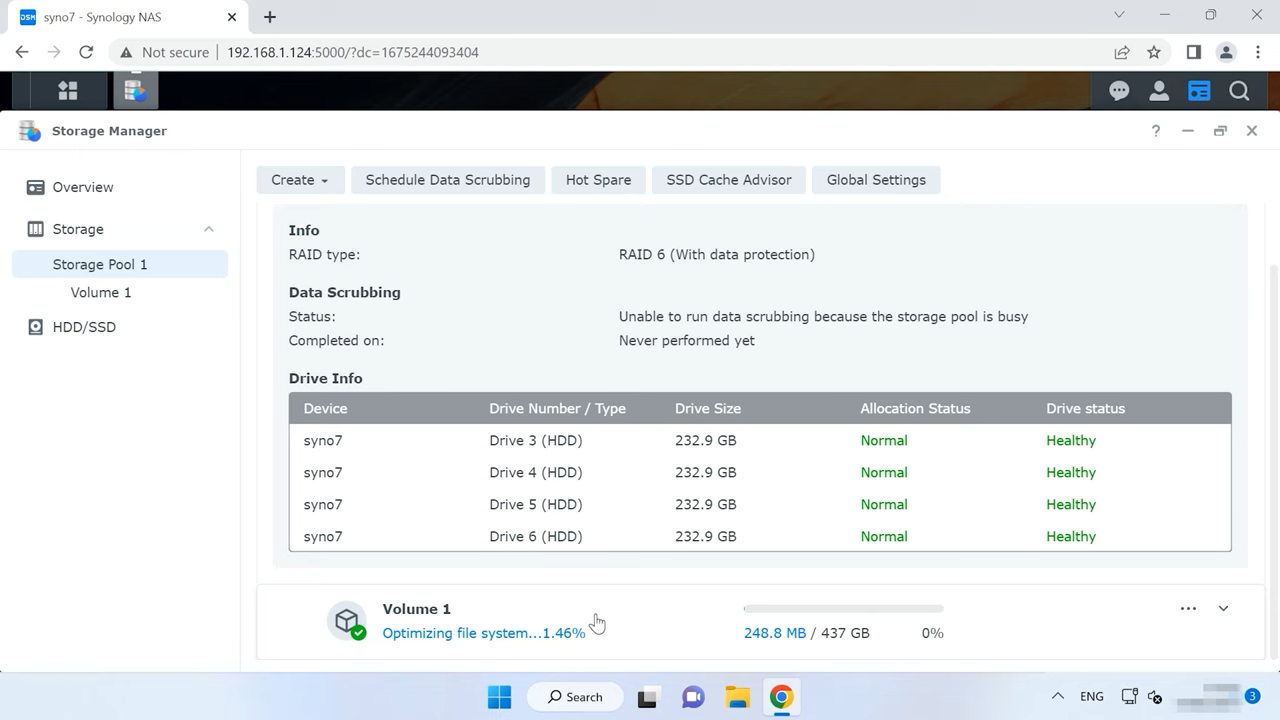 DSM
syno7 - Synology NAS
Not secure
192.168.1.124:5000/?dc=1675244093404
Storage Manager
?
Overview
Storage
Storage Pool 1
Volume 1
HDD/SSD
Create
Schedule Data Scrubbing
Hot Spare
SSD Cache Advisor
Global Settings
Info
RAID type: RAID 6 (With data protection)
Data Scrubbing
Status: Unable to run data scrubbing because the storage pool is busy
Completed on: Never performed yet
Drive Info
Device Drive Number / Type Drive Size Allocation Status Drive status
syno7 Drive 3 (HDD) 232.9 GB Normal Healthy
syno7 Drive 4 (HDD) 232.9 GB Normal Healthy
syno7 Drive 5 (HDD) 232.9 GB Normal Healthy
syno7 Drive 6 (HDD) 232.9 GB Normal Healthy
Volume 1
Optimizing file system...1.46%
248.8 MB / 437 GB 0%
Search
ENG
3